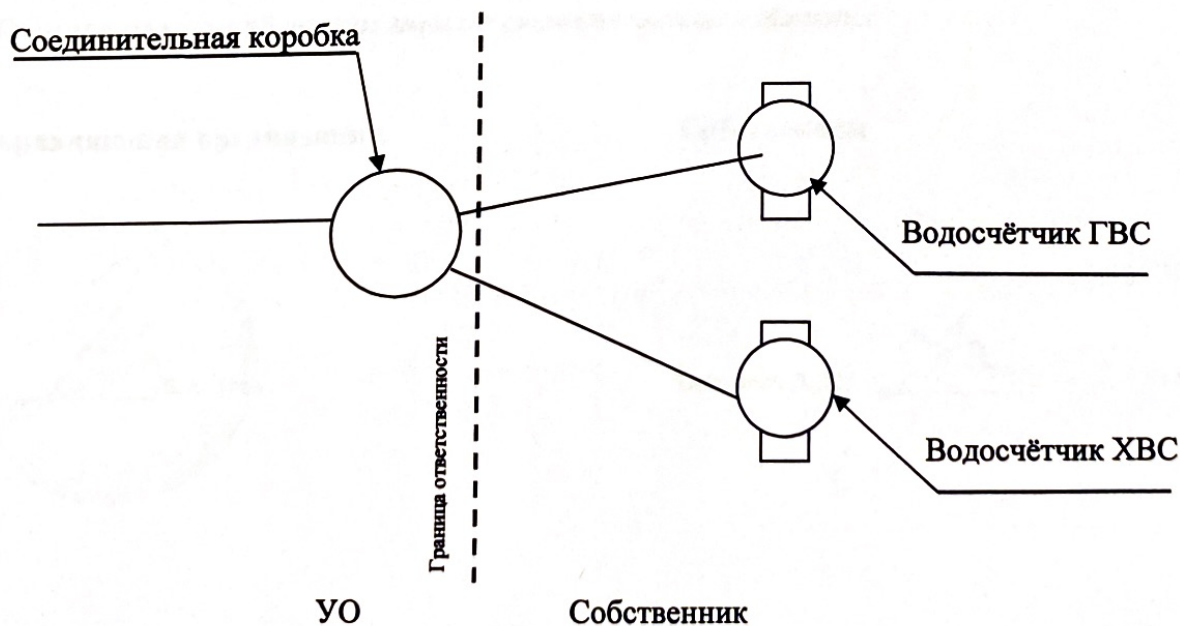 Соединительная коробка
Водосчётчик ГВС
Граница ответственности
Водосчётчик ХВС
УО
Собственник